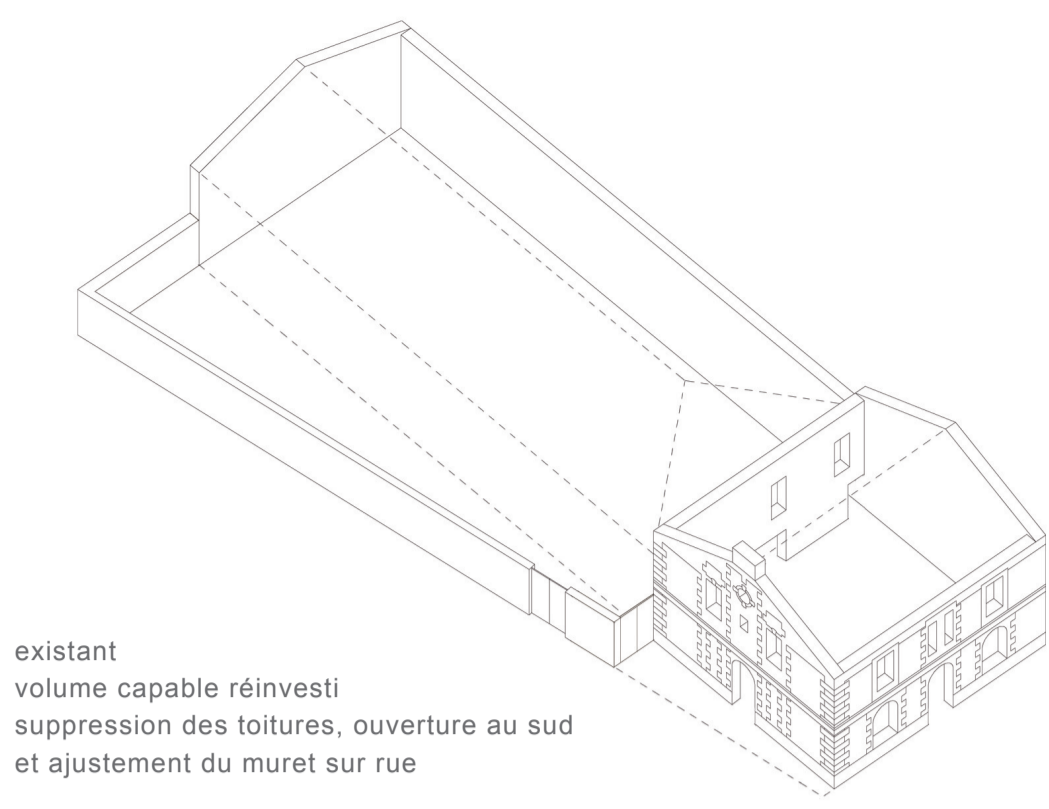 existant
volume capable réinvesti
suppression des toitures, ouverture au sud
et ajustement du muret sur rue